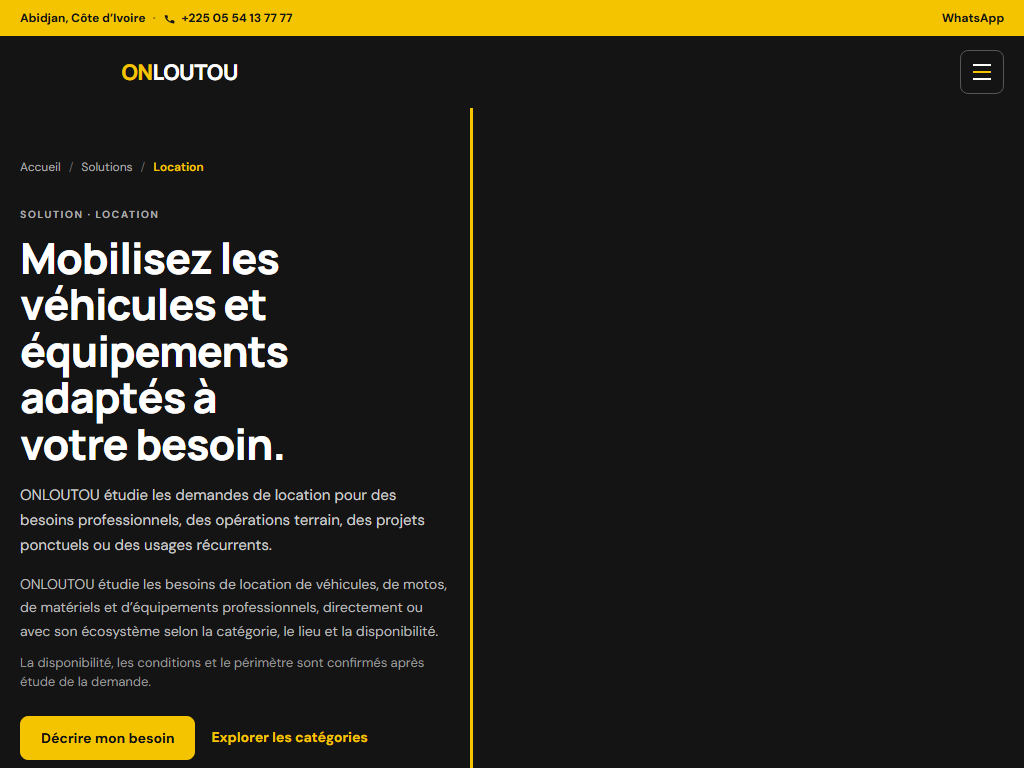 Abidjan, Côte d’Ivoire · +225 05 54 13 77 77
WhatsApp
ONLOUTOU
Accueil / Solutions / Location
SOLUTION · LOCATION
Mobilisez les
véhicules et
équipements
adaptés à
votre besoin.
ONLOUTOU étudie les demandes de location pour des
besoins professionnels, des opérations terrain, des projets
ponctuels ou des usages récurrents.
ONLOUTOU étudie les besoins de location de véhicules, de motos,
de matériels et d’équipements professionnels, directement ou
avec son écosystème selon la catégorie, le lieu et la disponibilité.
La disponibilité, les conditions et le périmètre sont confirmés après
étude de la demande.
Décrire mon besoin
Explorer les catégories